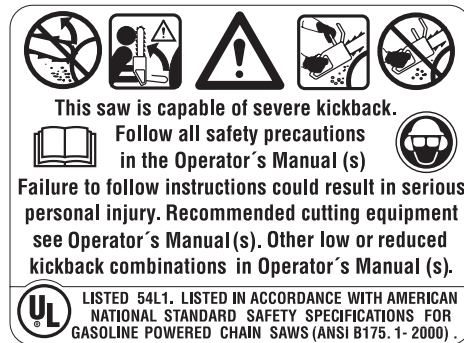 This saw is capable of severe kickback.
Follow all safety precautions
in the Operator´s Manual (s)
Failure to follow instructions could result in serious
personal injury. Recommended cutting equipment
see Operator´s Manual(s). Other low or reduced
kickback combinations in Operator´s Manual (s).
UL ® LISTED 54L1. LISTED IN ACCORDANCE WITH AMERICAN
NATIONAL STANDARD SAFETY SPECIFICATIONS FOR
GASOLINE POWERED CHAIN SAWS (ANSI B175. 1- 2000) .